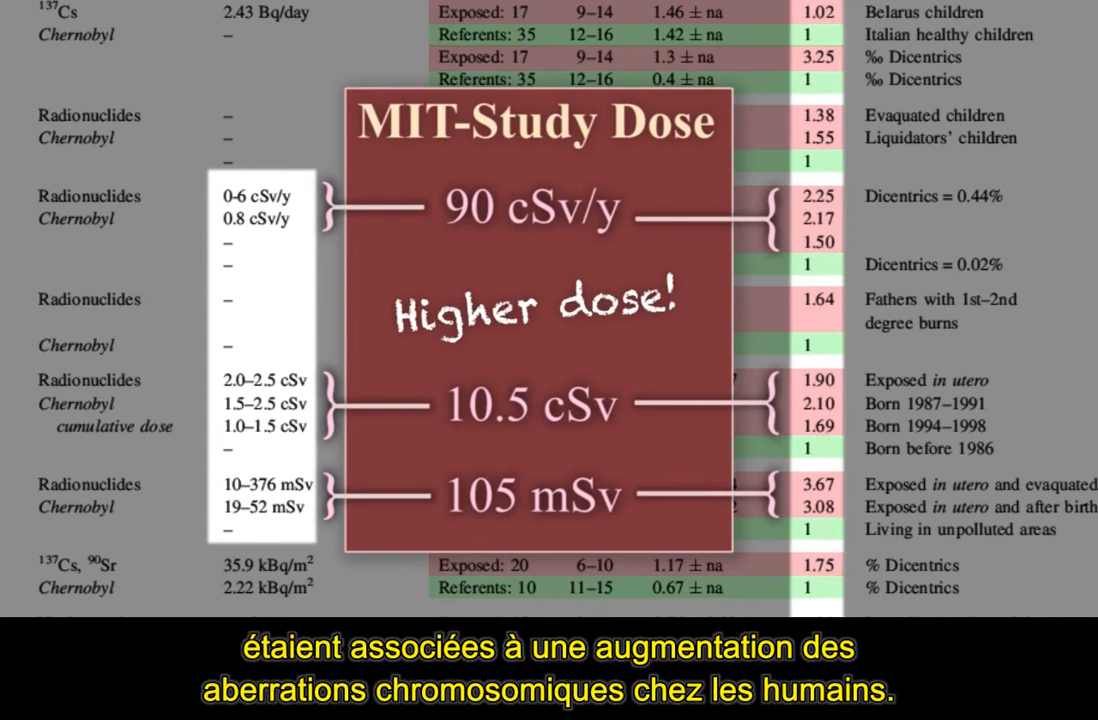 137Cs 2.43 Bq/day Exposed: 17 9–14 1.46 ± na 1.02 Belarus children
Chernobyl – Referents: 35 12–16 1.42 ± na 1 Italian healthy children
Exposed: 17 9–14 1.3 ± na 3.25 ‰ Dicentrics
Referents: 35 12–16 0.4 ± na 1 ‰ Dicentrics
MIT-Study Dose
Radionuclides – 1.38 Evaquated children
Chernobyl – 1.55 Liquidators’ children
– 1
Radionuclides 0-6 cSv/y 90 cSv/y 2.25 Dicentrics = 0.44%
Chernobyl 0.8 cSv/y 2.17
– 1.50
– 1 Dicentrics = 0.02%
Higher dose!
Radionuclides – 1.64 Fathers with 1st–2nd
degree burns
Chernobyl – 1
Radionuclides 2.0–2.5 cSv 1.90 Exposed in utero
Chernobyl 1.5–2.5 cSv 10.5 cSv 2.10 Born 1987–1991
cumulative dose 1.0–1.5 cSv 1.69 Born 1994–1998
– 1 Born before 1986
Radionuclides 10–376 mSv 105 mSv 3.67 Exposed in utero and evaquated
Chernobyl 19–52 mSv 3.08 Exposed in utero and after birth
– 1 Living in unpolluted areas
137Cs, 90Sr 35.9 kBq/m2 Exposed: 20 6–10 1.17 ± na 1.75 % Dicentrics
Chernobyl 2.22 kBq/m2 Referents: 10 11–15 0.67 ± na 1 % Dicentrics
étaient associées à une augmentation des
aberrations chromosomiques chez les humains.